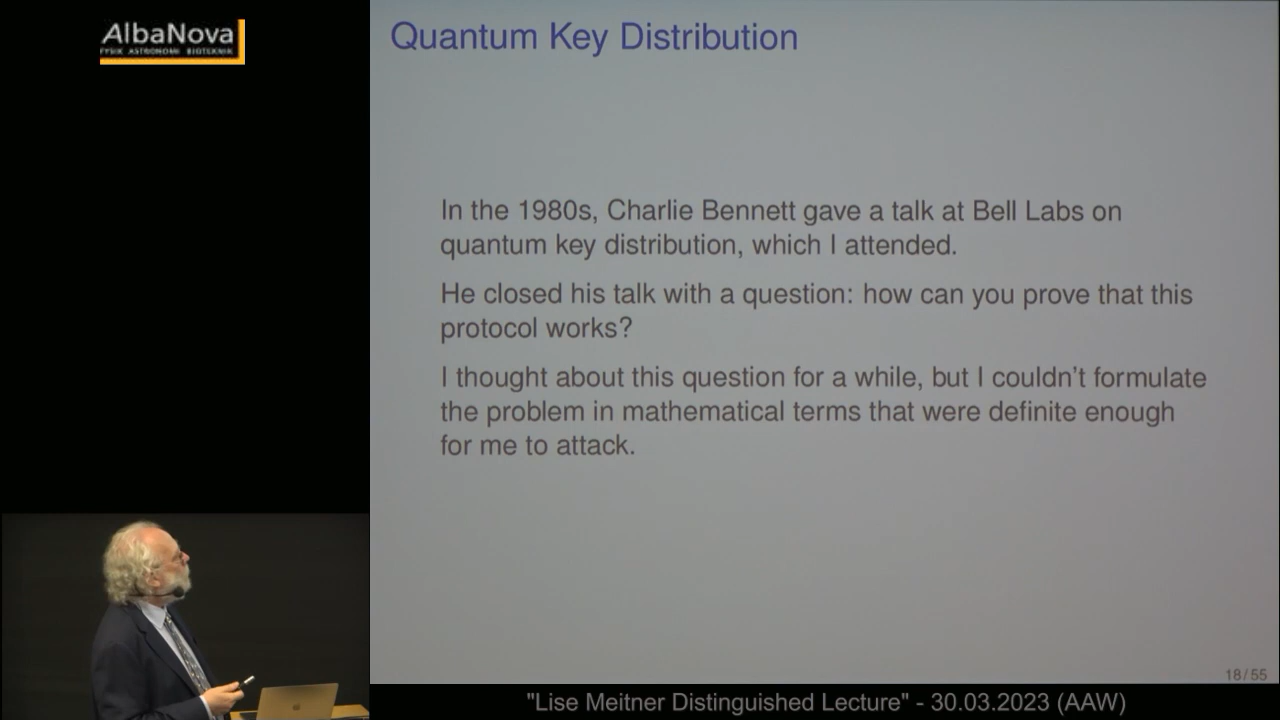 AlbaNova
FYSIK ASTRONOMI BIOTEKNIK
Quantum Key Distribution
In the 1980s, Charlie Bennett gave a talk at Bell Labs on
quantum key distribution, which I attended.
He closed his talk with a question: how can you prove that this
protocol works?
I thought about this question for a while, but I couldn't formulate
the problem in mathematical terms that were definite enough
for me to attack.
18/55
"Lise Meitner Distinguished Lecture" - 30.03.2023 (AAW)